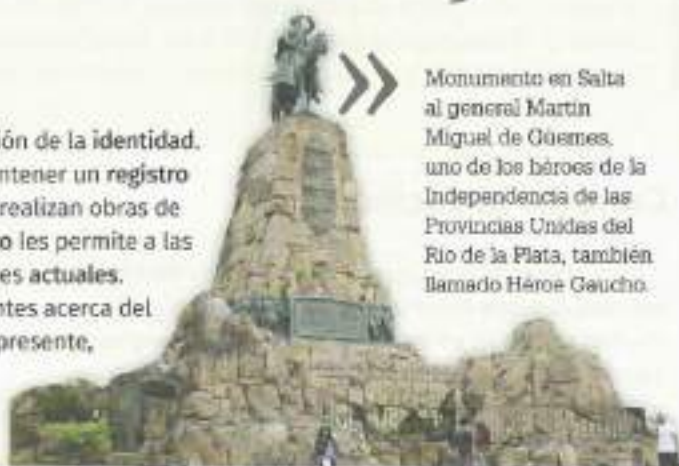 ión de la identidad.
ntener un registro
realizan obras de
o les permite a las
es actuales.
ntes acerca del
presente,
Monumento en Salta
al general Martín
Miguel de Güemes,
uno de los héroes de la
Independencia de las
Provincias Unidas del
Río de la Plata, también
llamado Héroe Gaucho.